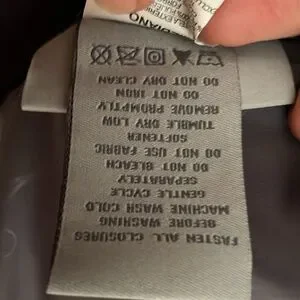 FASTEN ALL CLOSURES
BEFORE WASHING
MACHINE WASH COLD
GENTLE CYCLE
SEPARATELY
DO NOT BLEACH
DO NOT USE FABRIC
SOFTENER
TUMBLE DRY LOW
REMOVE PROMPTLY
DO NOT IRON
DO NOT DRY CLEAN